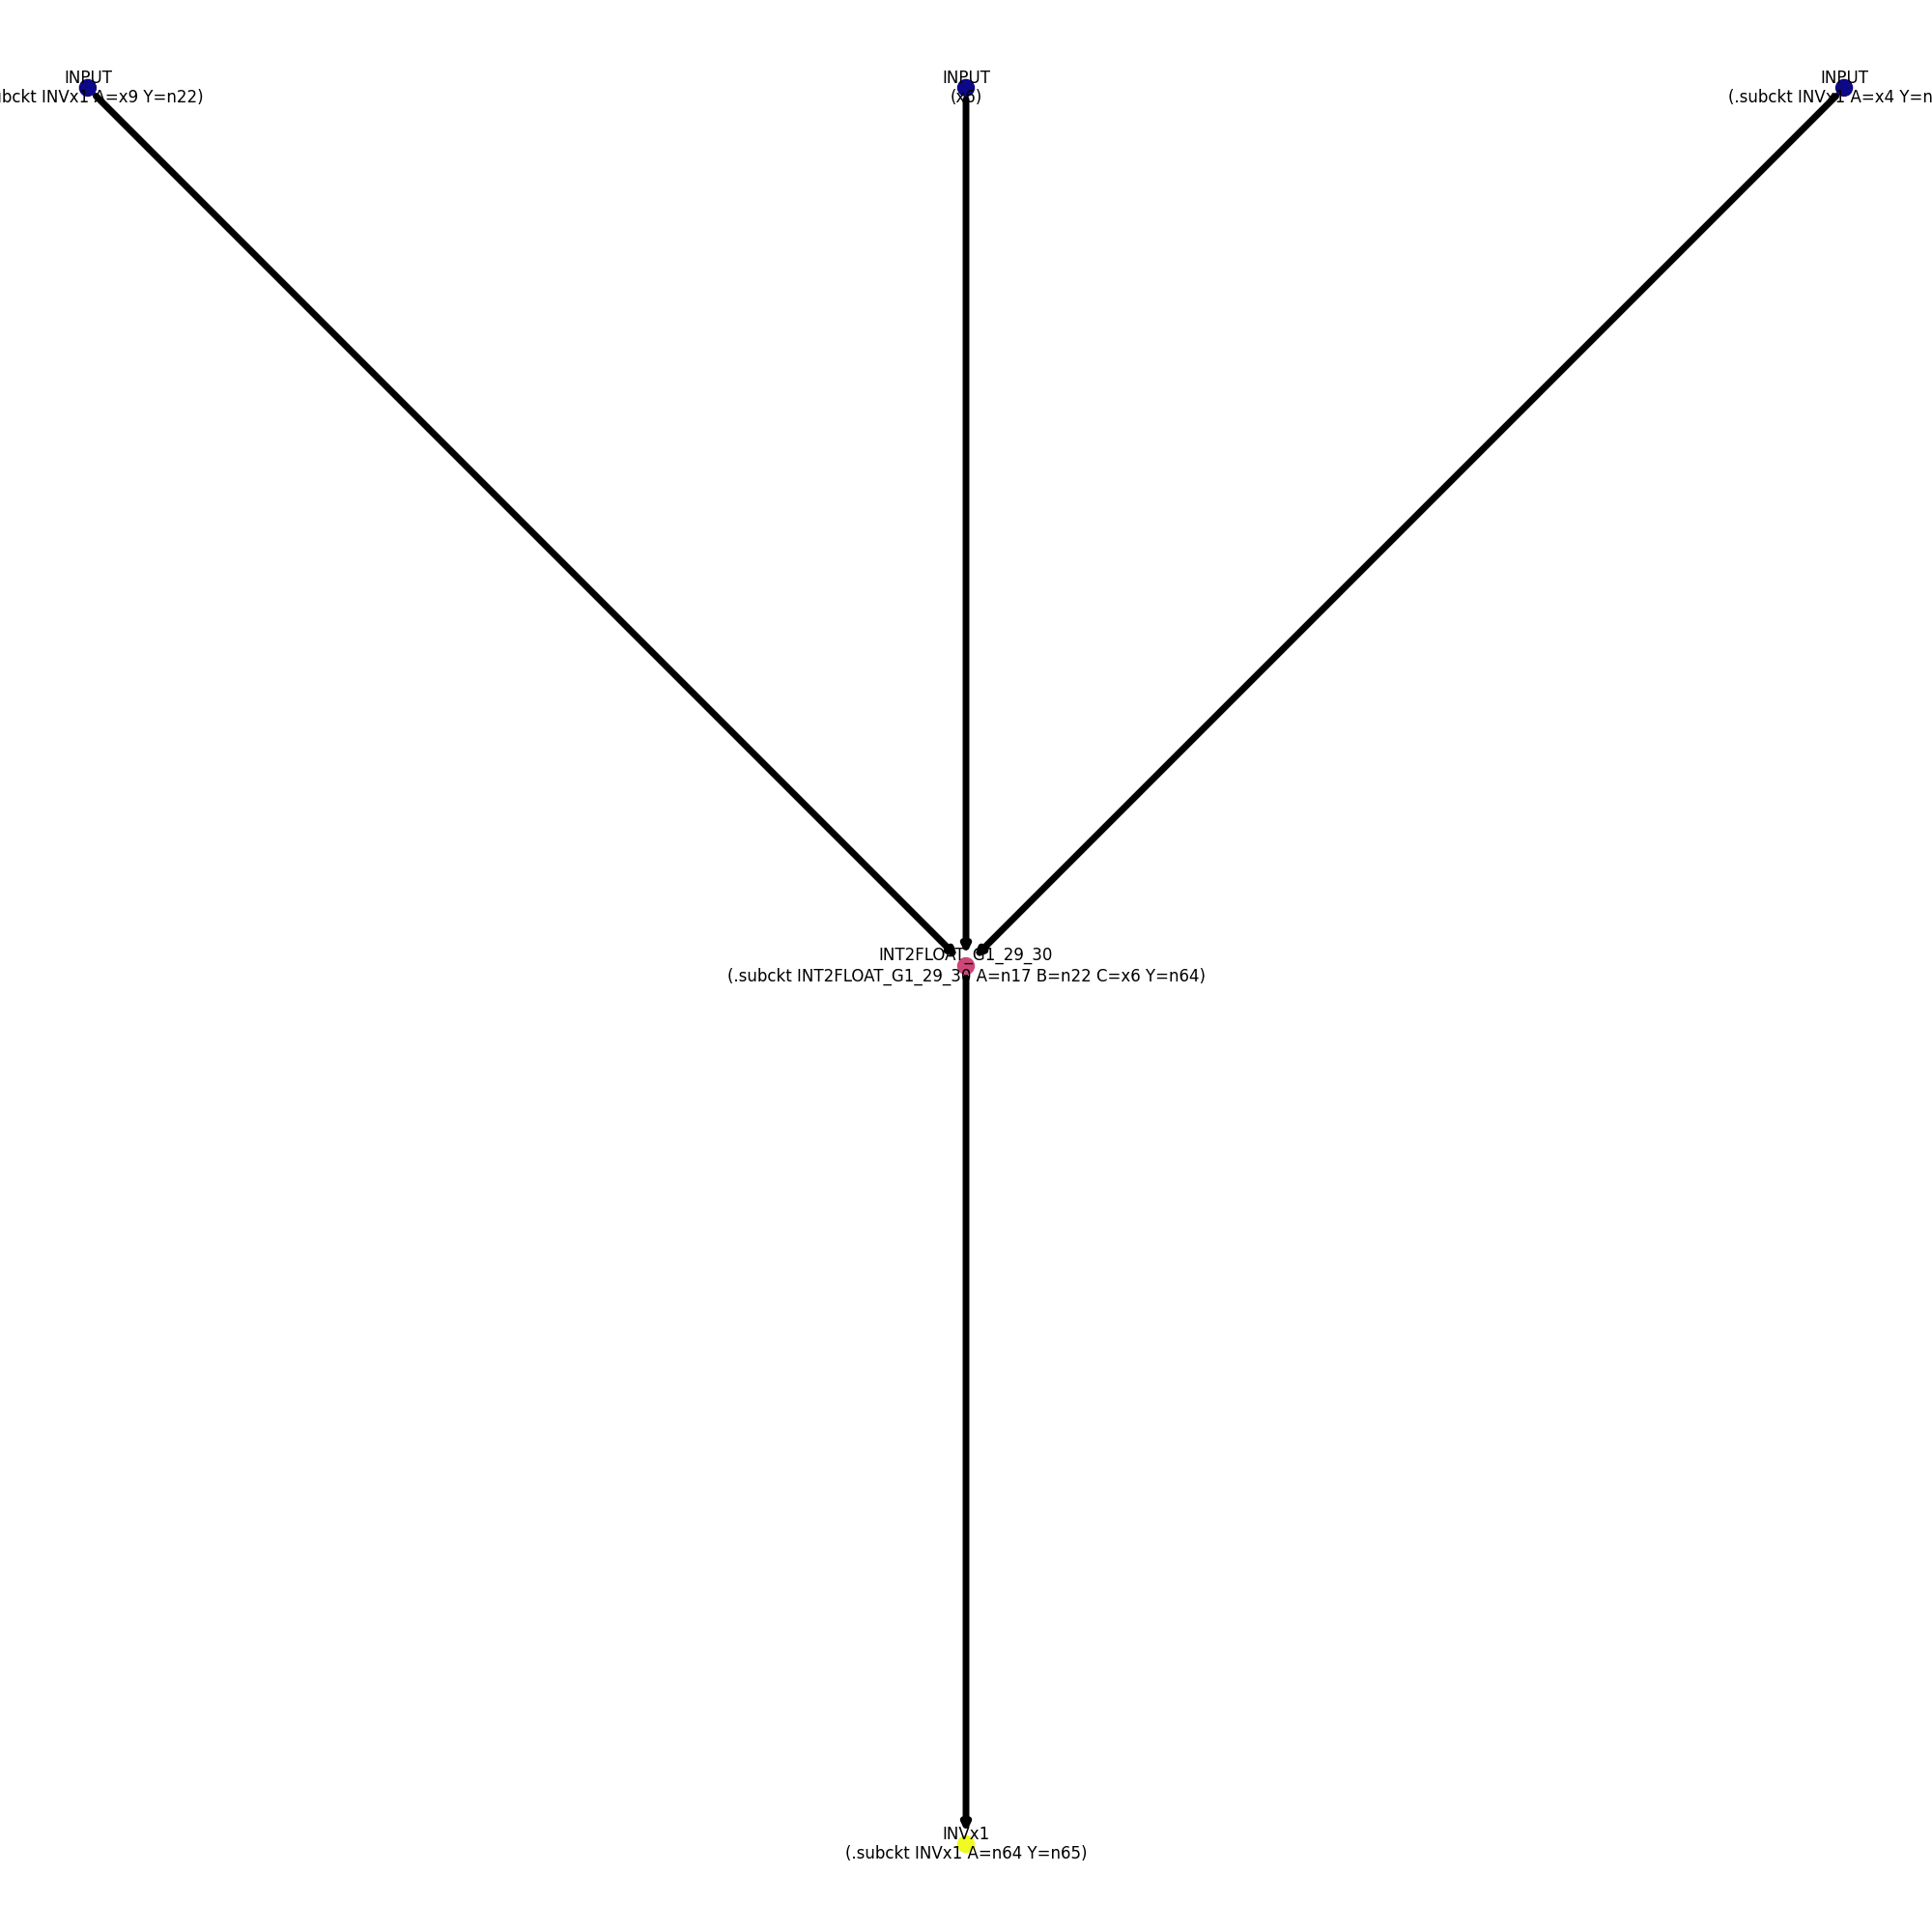 INPUT
INPUT
INPUT
INVx1 A=x9 Y=n22)
(x6)
(.subckt INVx1 A=x4
INT2FLOAT_G1_29_30
(.subckt INT2FLOAT_G1_29_30 A=n17 B=n22 C=x6 Y=n64)
INVx1
(.subckt INVx1 A=n64 Y=n65)